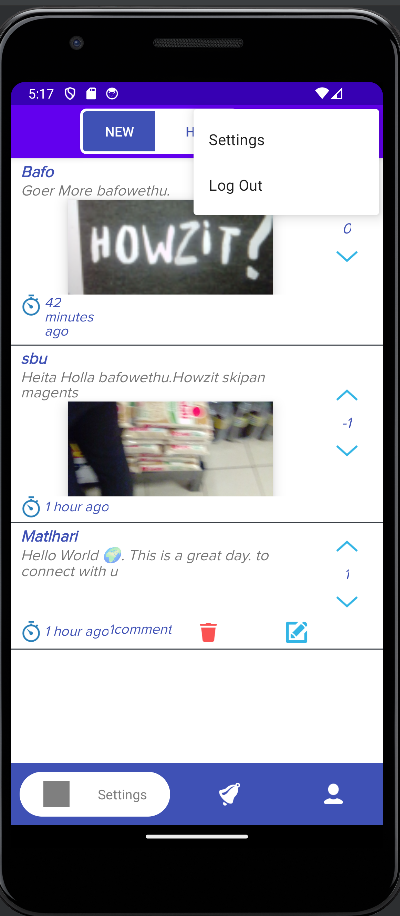 5:17
NEW
H
Settings
Log Out
Bafo
Goer More bafowethu.
HOWZiT!
0
42
minutes
ago
sbu
Heita Holla bafowethu.Howzit skipan
magents
-1
1 hour ago
Matlhari
Hello World 🌍. This is a great day. to
connect with u
1
1 hour ago 1comment
Settings